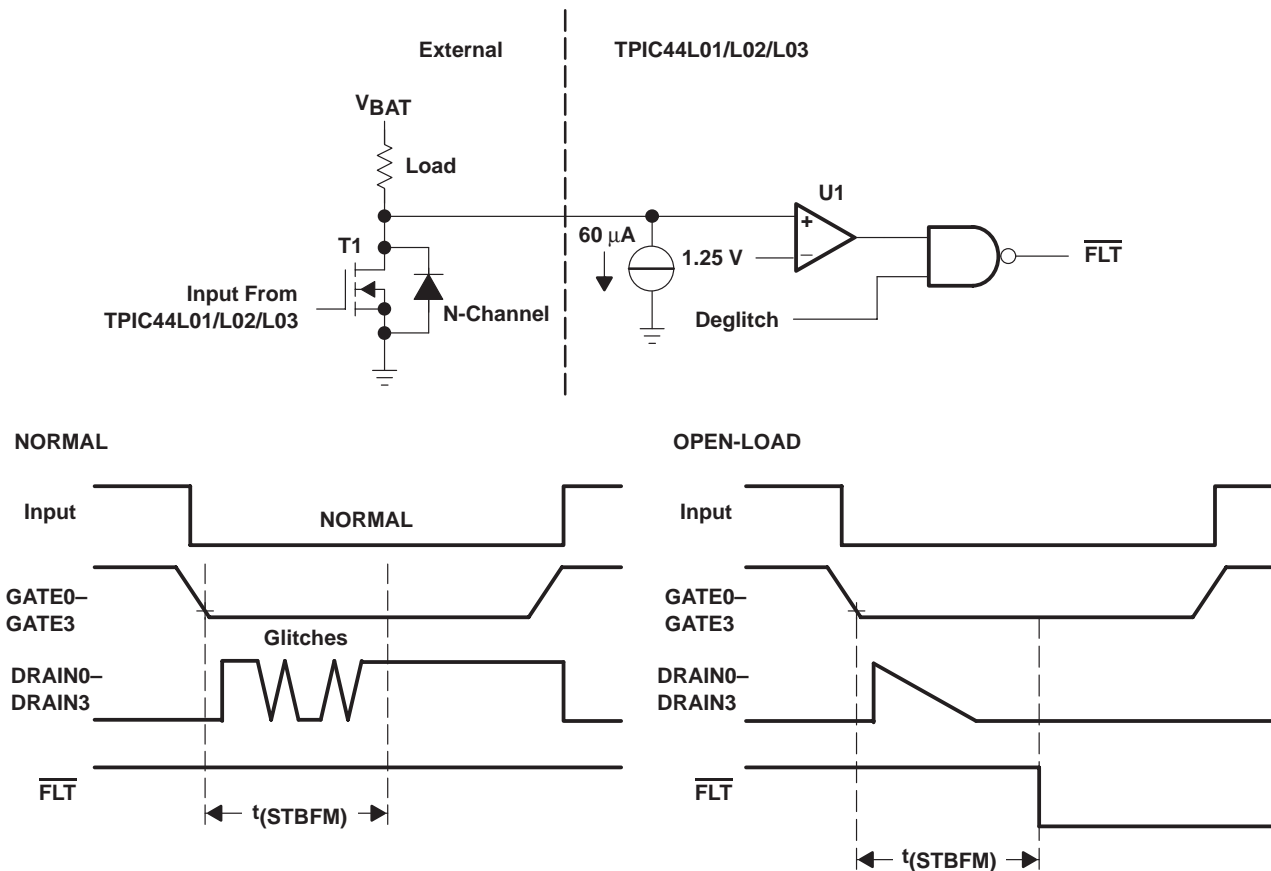 External
TPIC44L01/L02/L03
VBAT
Load
T1
Input From
TPIC44L01/L02/L03
N-Channel
60 μA
1.25 V
U1
+
–
FLT
Deglitch
NORMAL
Input
NORMAL
GATE0–
GATE3
Glitches
DRAIN0–
DRAIN3
FLT
t(STBFM)
OPEN-LOAD
Input
GATE0–
GATE3
DRAIN0–
DRAIN3
FLT
t(STBFM)